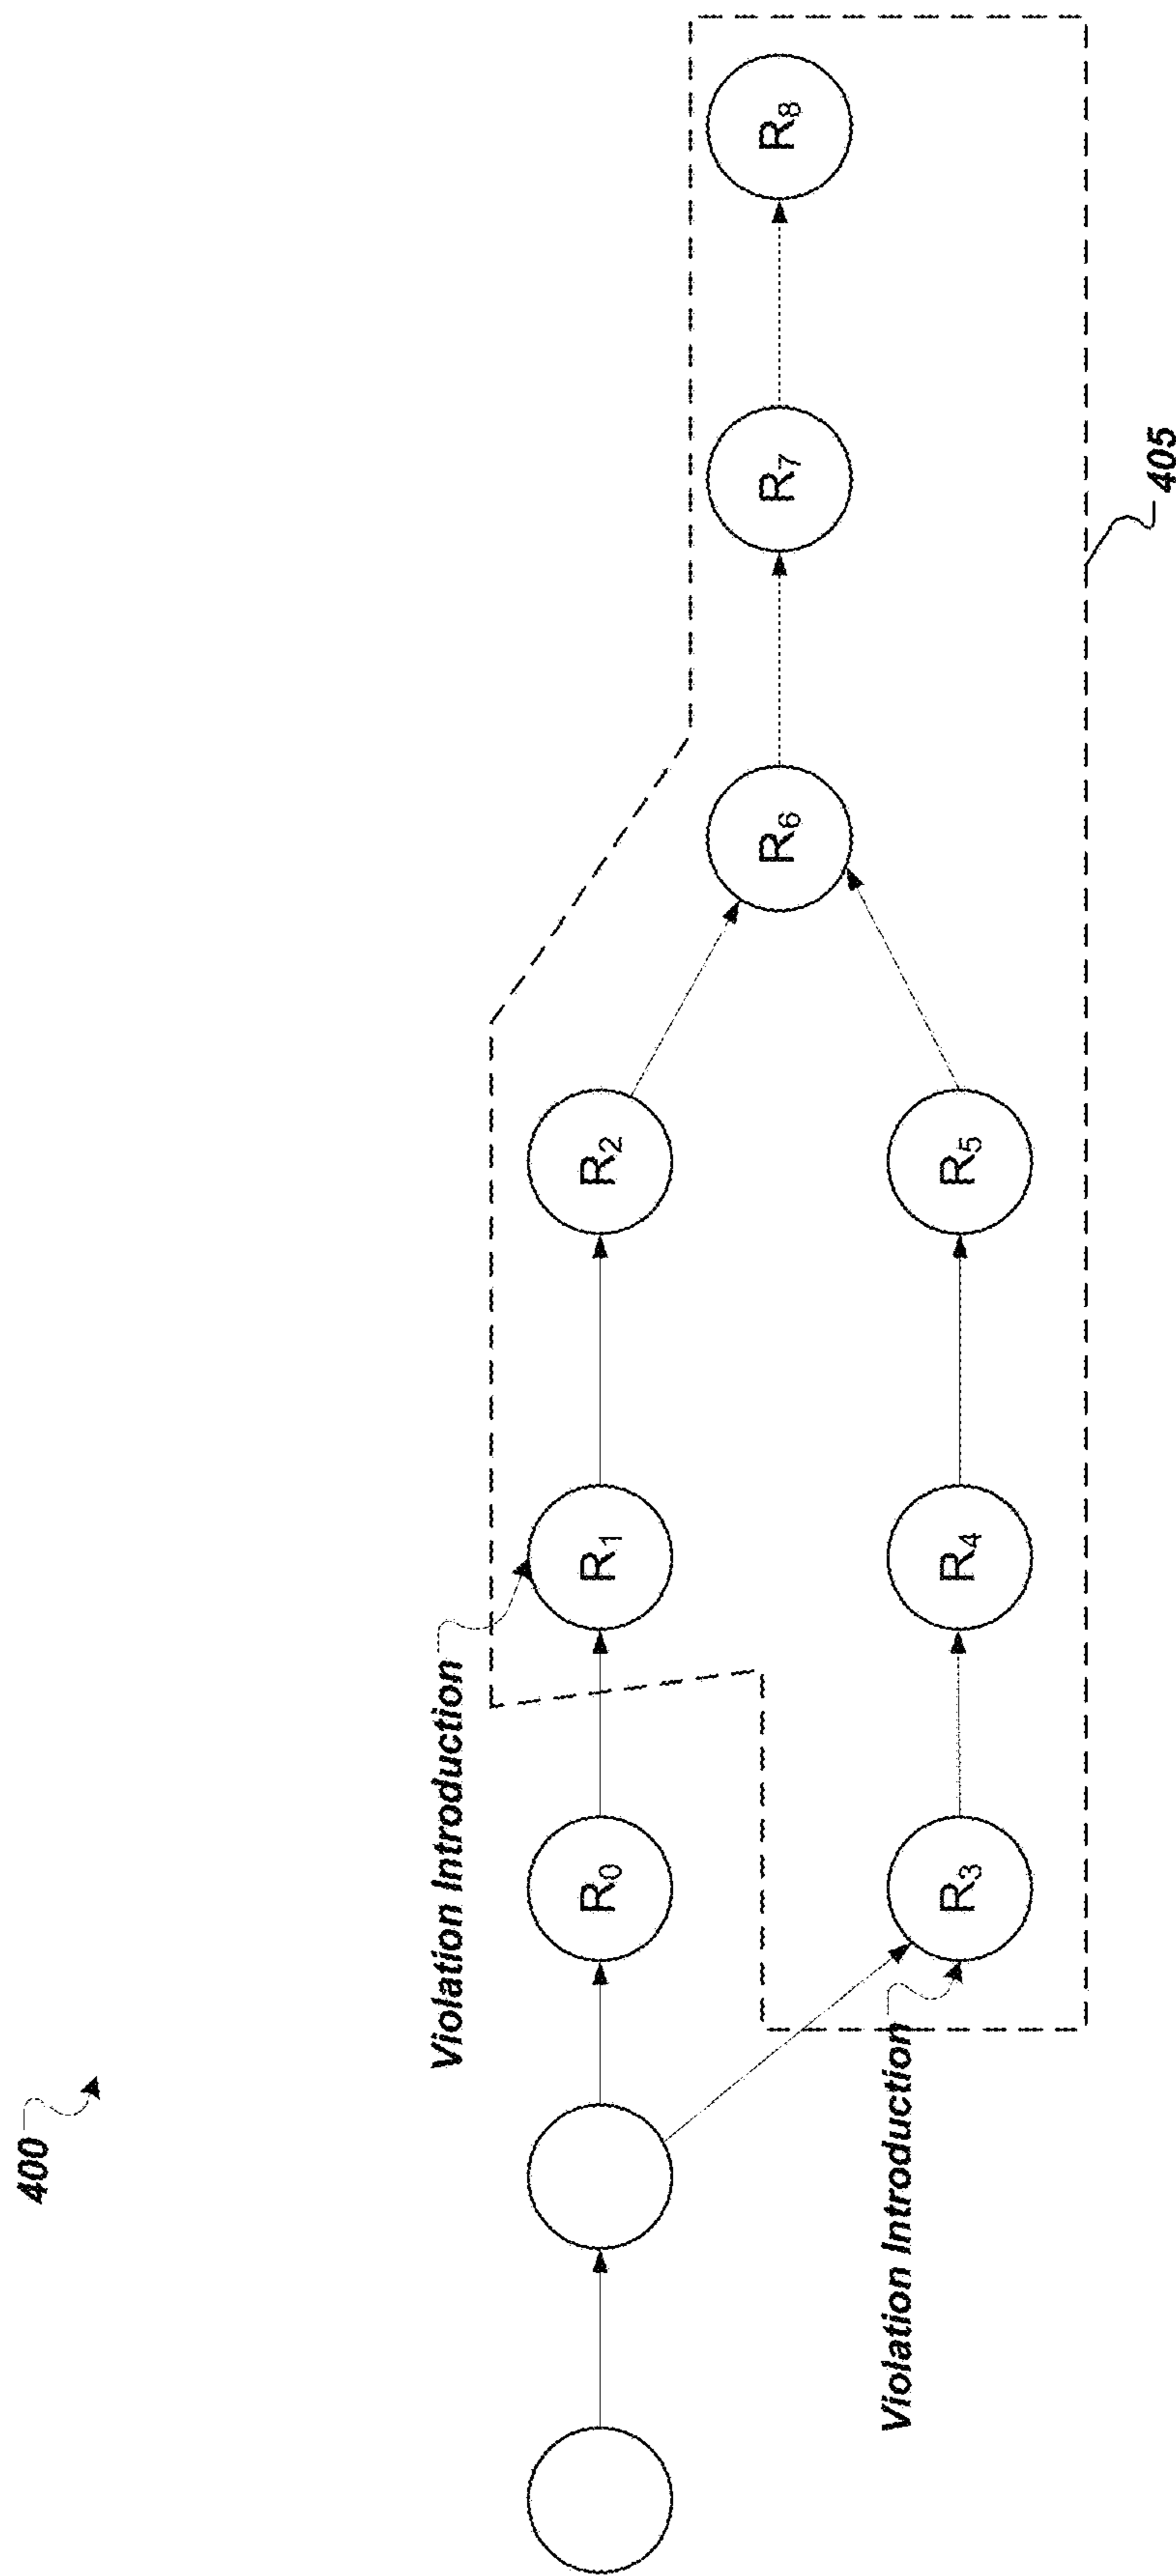 400
Violation Introduction
R0
R1
R2
R6
R7
R8
Violation Introduction
R3
R4
R5
405